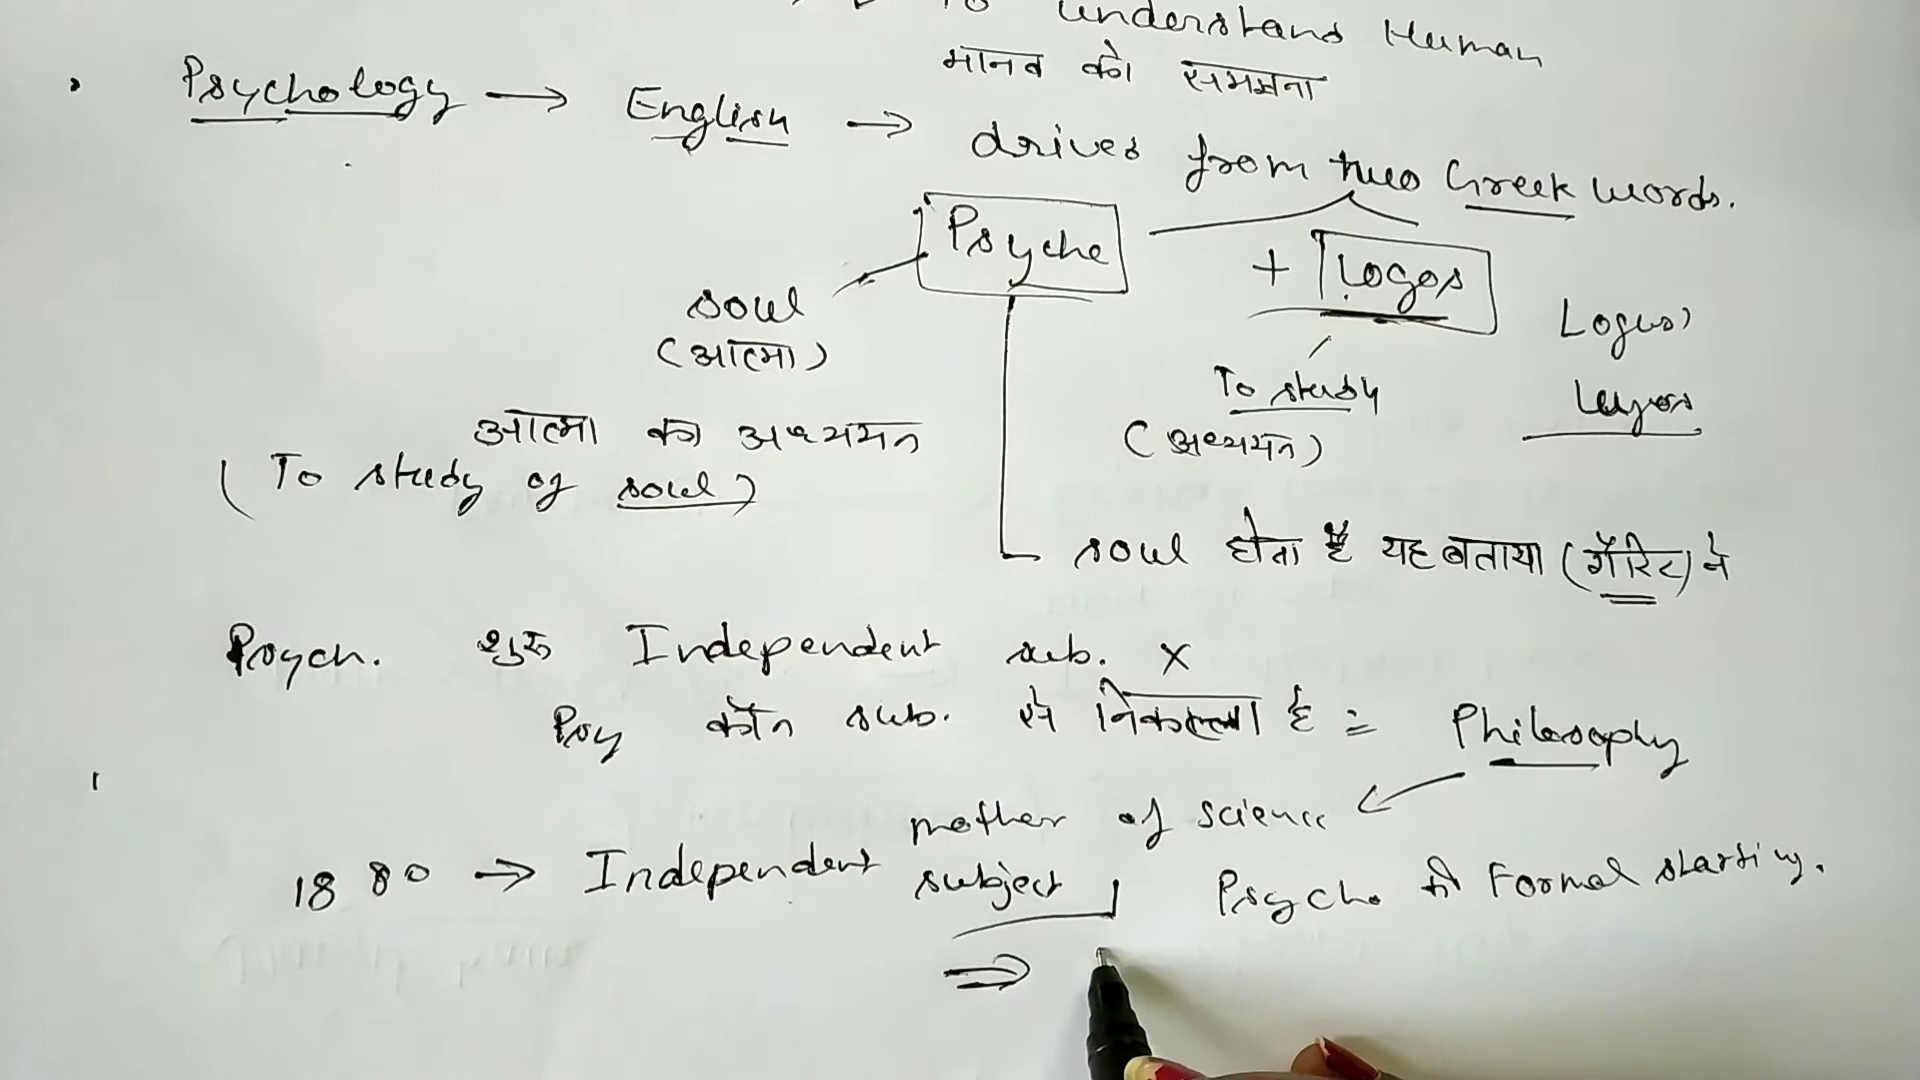 To understand Human
मानव को समझना
Psychology → English → drives from two Greek words.
Psyche + Logos
soul
(आत्मा)
Logus)
Logos
To study
(अध्ययन)
आत्मा का अध्ययन
(To study of soul)
soul होता है यह बताया (गैरिट) ने
Psych. शुरू Independent sub. x
Psy कौन sub. से निकला है = Philosophy
mother of science
1880 → Independent subject
Psycho की Formal starting.
⇒